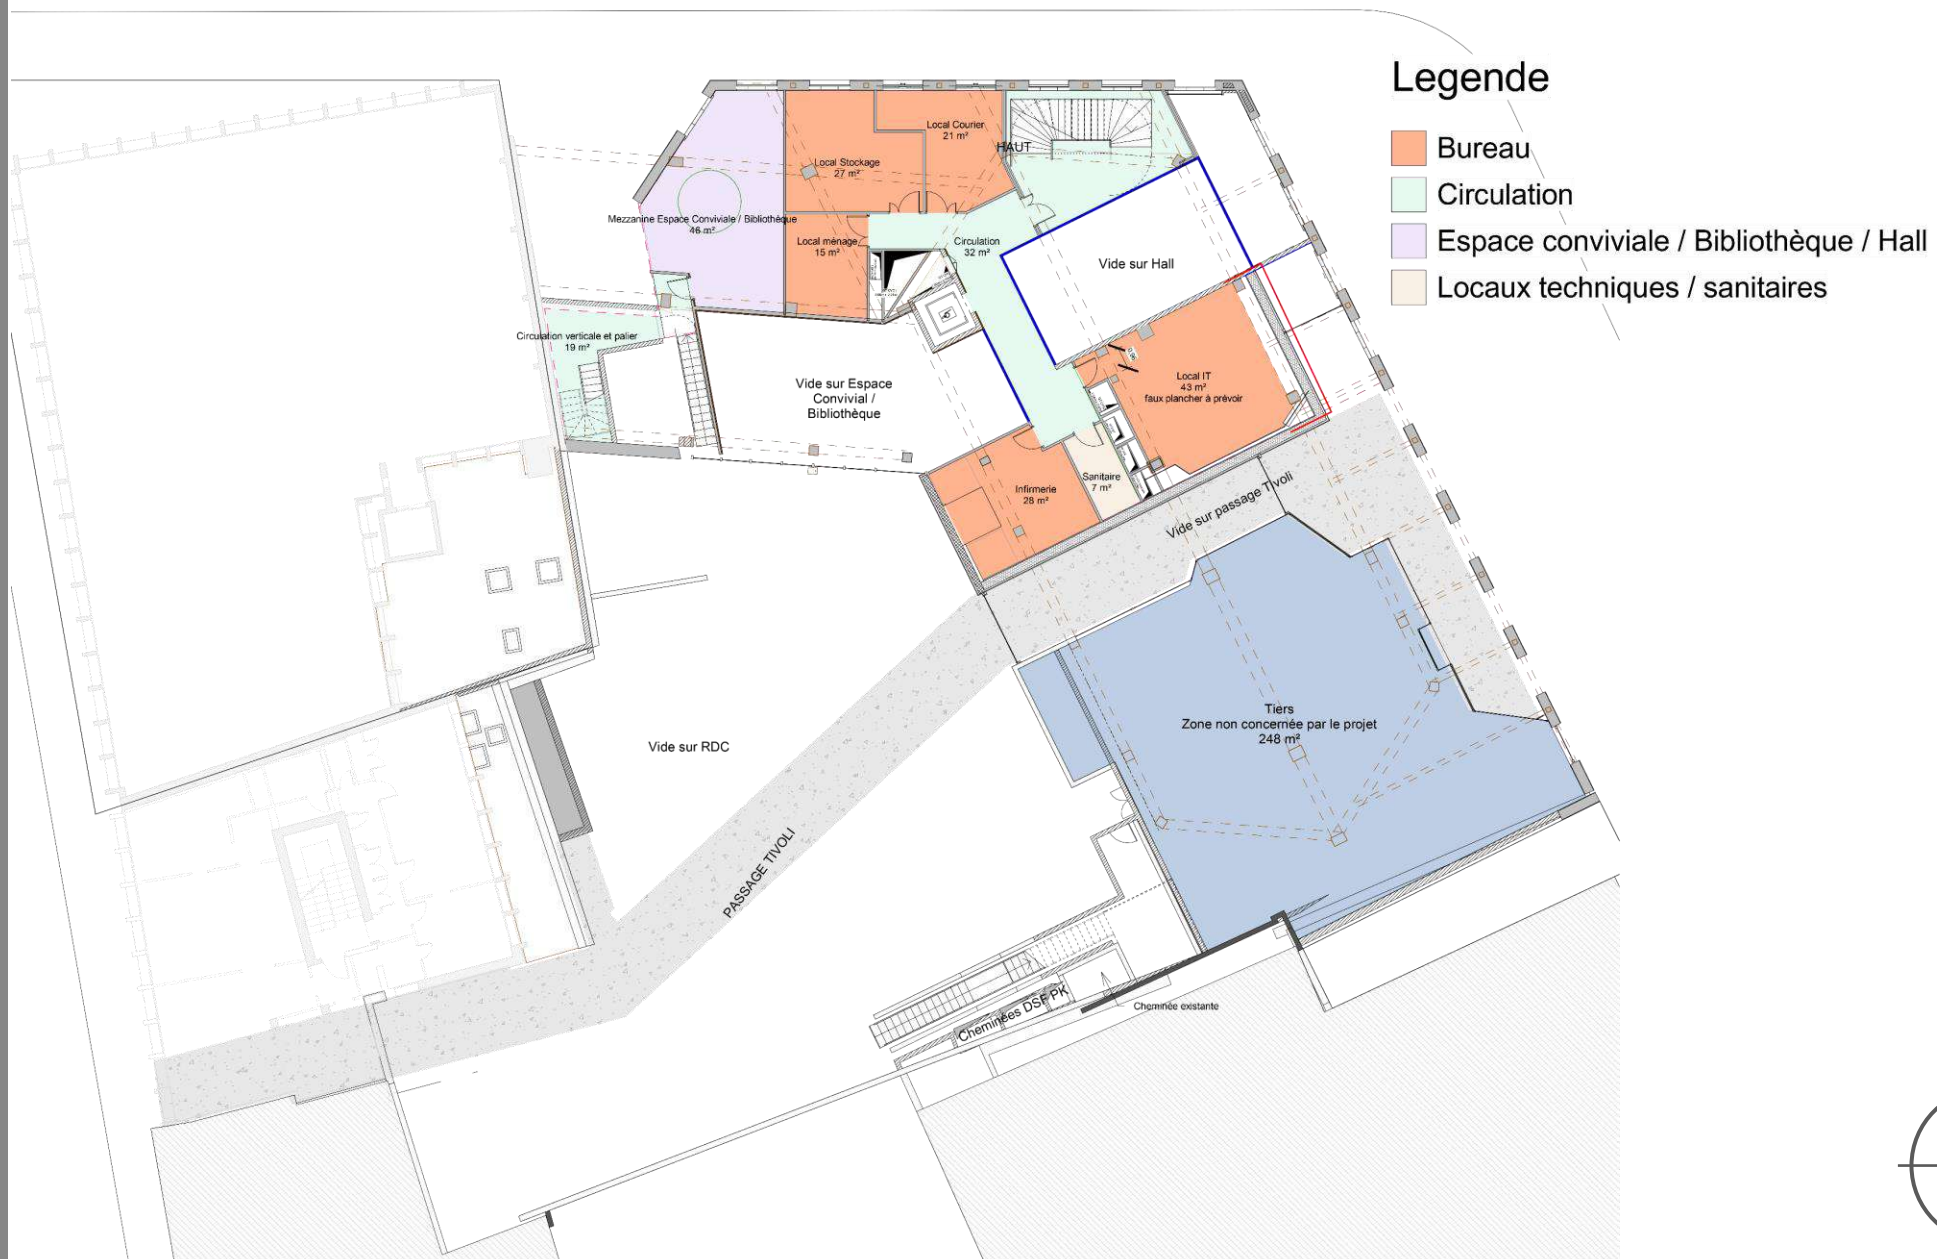 Legende
Bureau
Circulation
Espace conviviale / Bibliothèque / Hall
Locaux techniques / sanitaires
Local Courier
21 m²
HAUT
Local Stockage
27 m²
Mezzanine Espace Conviviale / Bibliothèque
46 m²
Local ménage
15 m²
Circulation
32 m²
Vide sur Hall
Circulation verticale et palier
19 m²
Vide sur Espace
Convivial /
Bibliothèque
Local IT
43 m²
faux plancher à prévoir
Infirmerie
28 m²
Sanitaire
7 m²
Vide sur passage Tivoli
Tiers
Zone non concernée par le projet
248 m²
Vide sur RDC
PASSAGE TIVOLI
Cheminées DSF PK
Cheminée existante